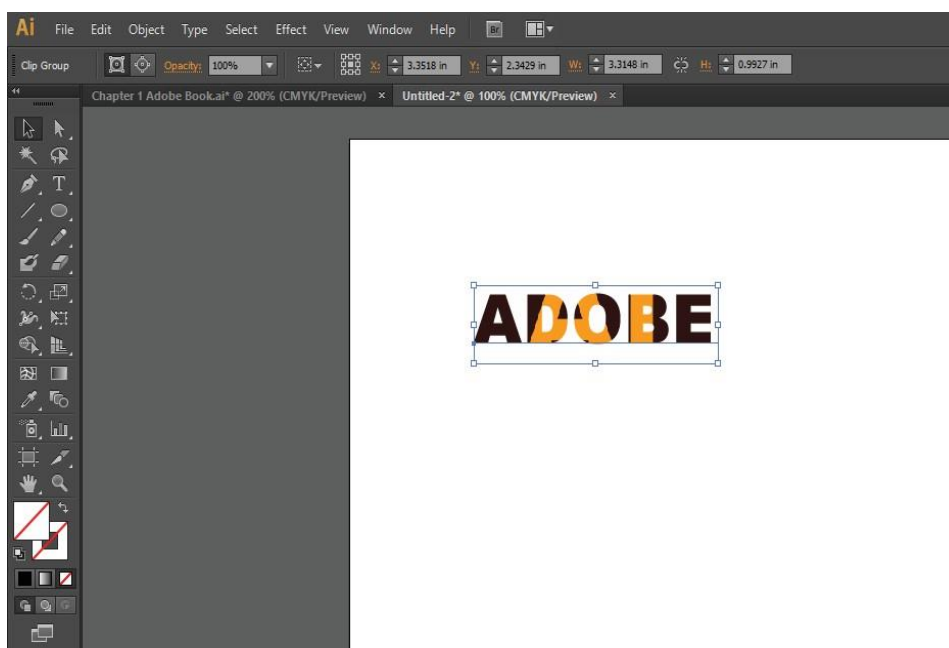 Ai File Edit Object Type Select Effect View Window Help Br
Clip Group Opacity: 100% X: 3.3518 in Y: 2.3429 in W: 3.3148 in H: 0.9927 in
Chapter 1 Adobe Book.ai* @ 200% (CMYK/Preview) × Untitled-2* @ 100% (CMYK/Preview) ×
T
ADOBE